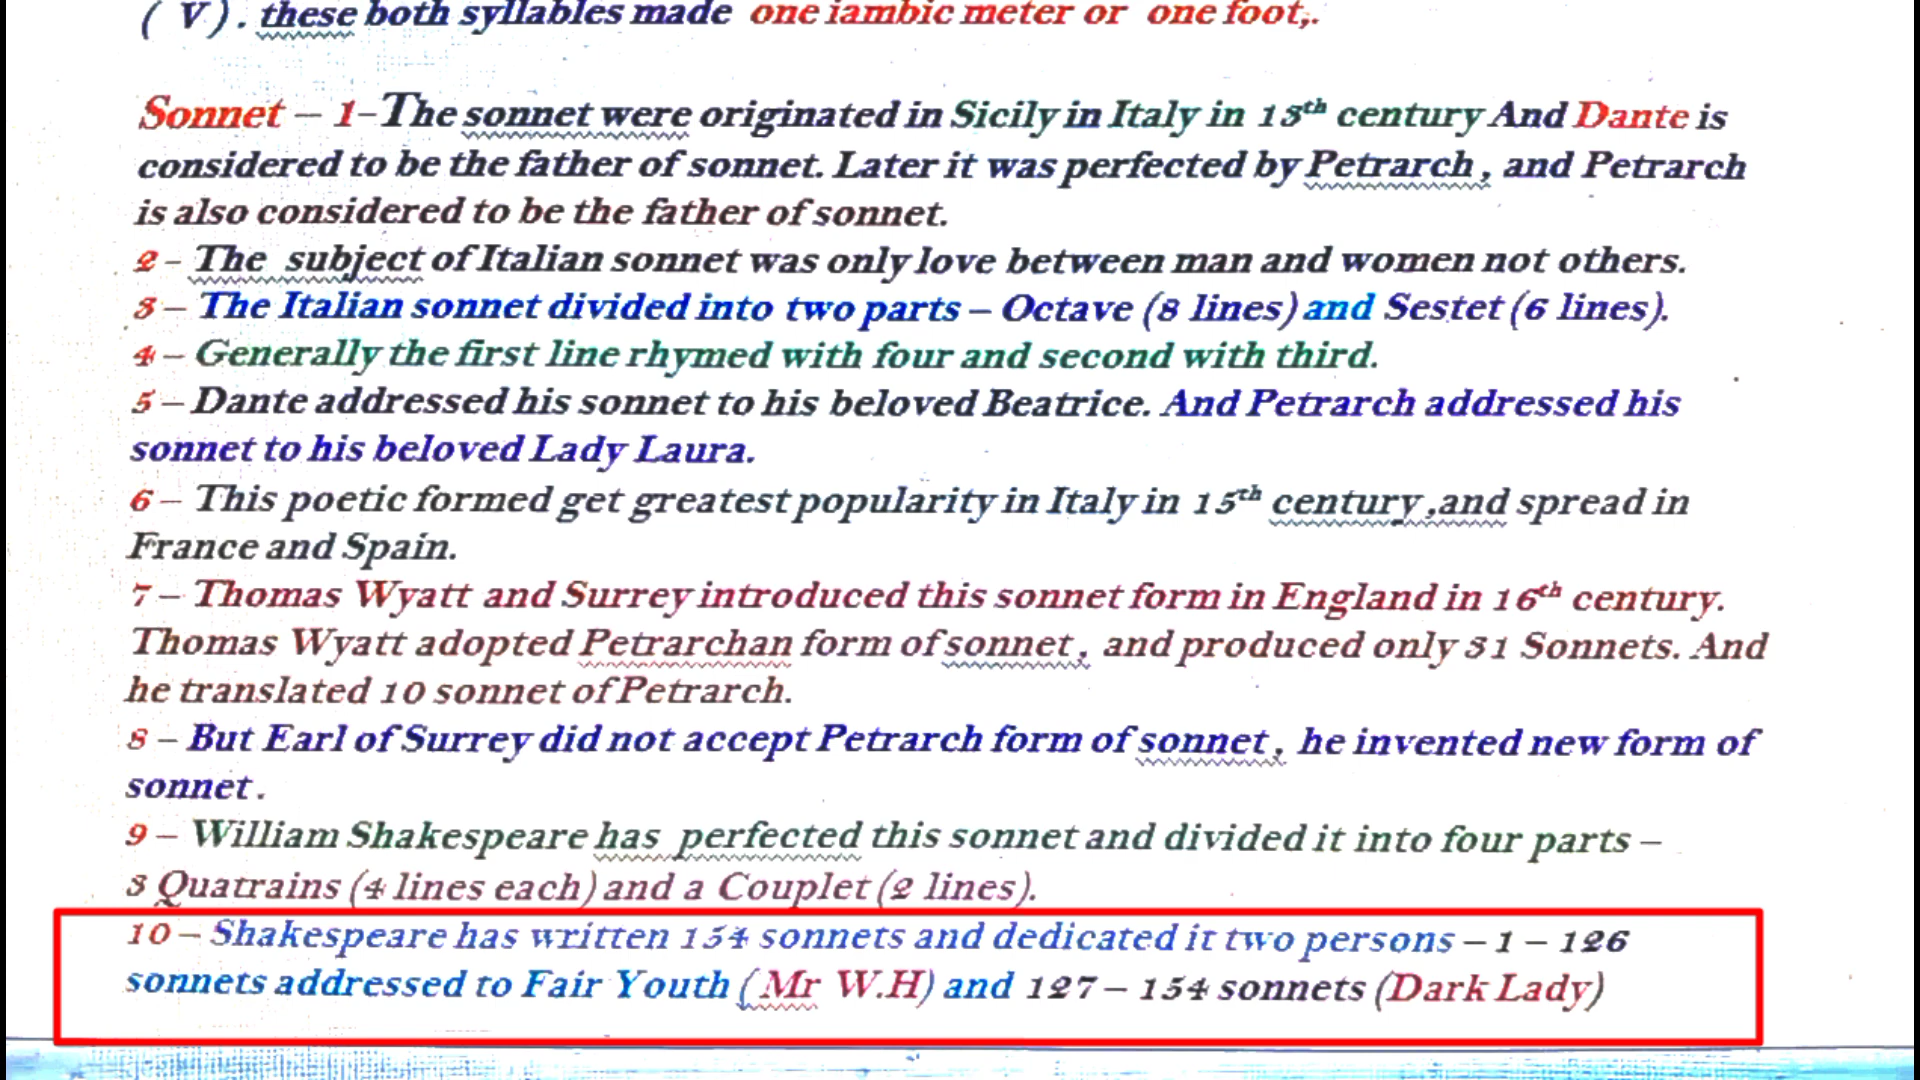 ( V). these both syllables made one iambic meter or one foot,.
Sonnet – 1–The sonnet were originated in Sicily in Italy in 13th century And Dante is
considered to be the father of sonnet. Later it was perfected by Petrarch, and Petrarch
is also considered to be the father of sonnet.
2 – The subject of Italian sonnet was only love between man and women not others.
3 – The Italian sonnet divided into two parts – Octave (8 lines) and Sestet (6 lines).
4 – Generally the first line rhymed with four and second with third.
5 – Dante addressed his sonnet to his beloved Beatrice. And Petrarch addressed his
sonnet to his beloved Lady Laura.
6 – This poetic formed get greatest popularity in Italy in 15th century ,and spread in
France and Spain.
7 – Thomas Wyatt and Surrey introduced this sonnet form in England in 16th century.
Thomas Wyatt adopted Petrarchan form of sonnet, and produced only 31 Sonnets. And
he translated 10 sonnet of Petrarch.
8 – But Earl of Surrey did not accept Petrarch form of sonnet, he invented new form of
sonnet.
9 – William Shakespeare has perfected this sonnet and divided it into four parts –
3 Quatrains (4 lines each) and a Couplet (2 lines).
10 – Shakespeare has written 154 sonnets and dedicated it two persons – 1 – 126
sonnets addressed to Fair Youth ( Mr W.H) and 127 – 154 sonnets (Dark Lady)